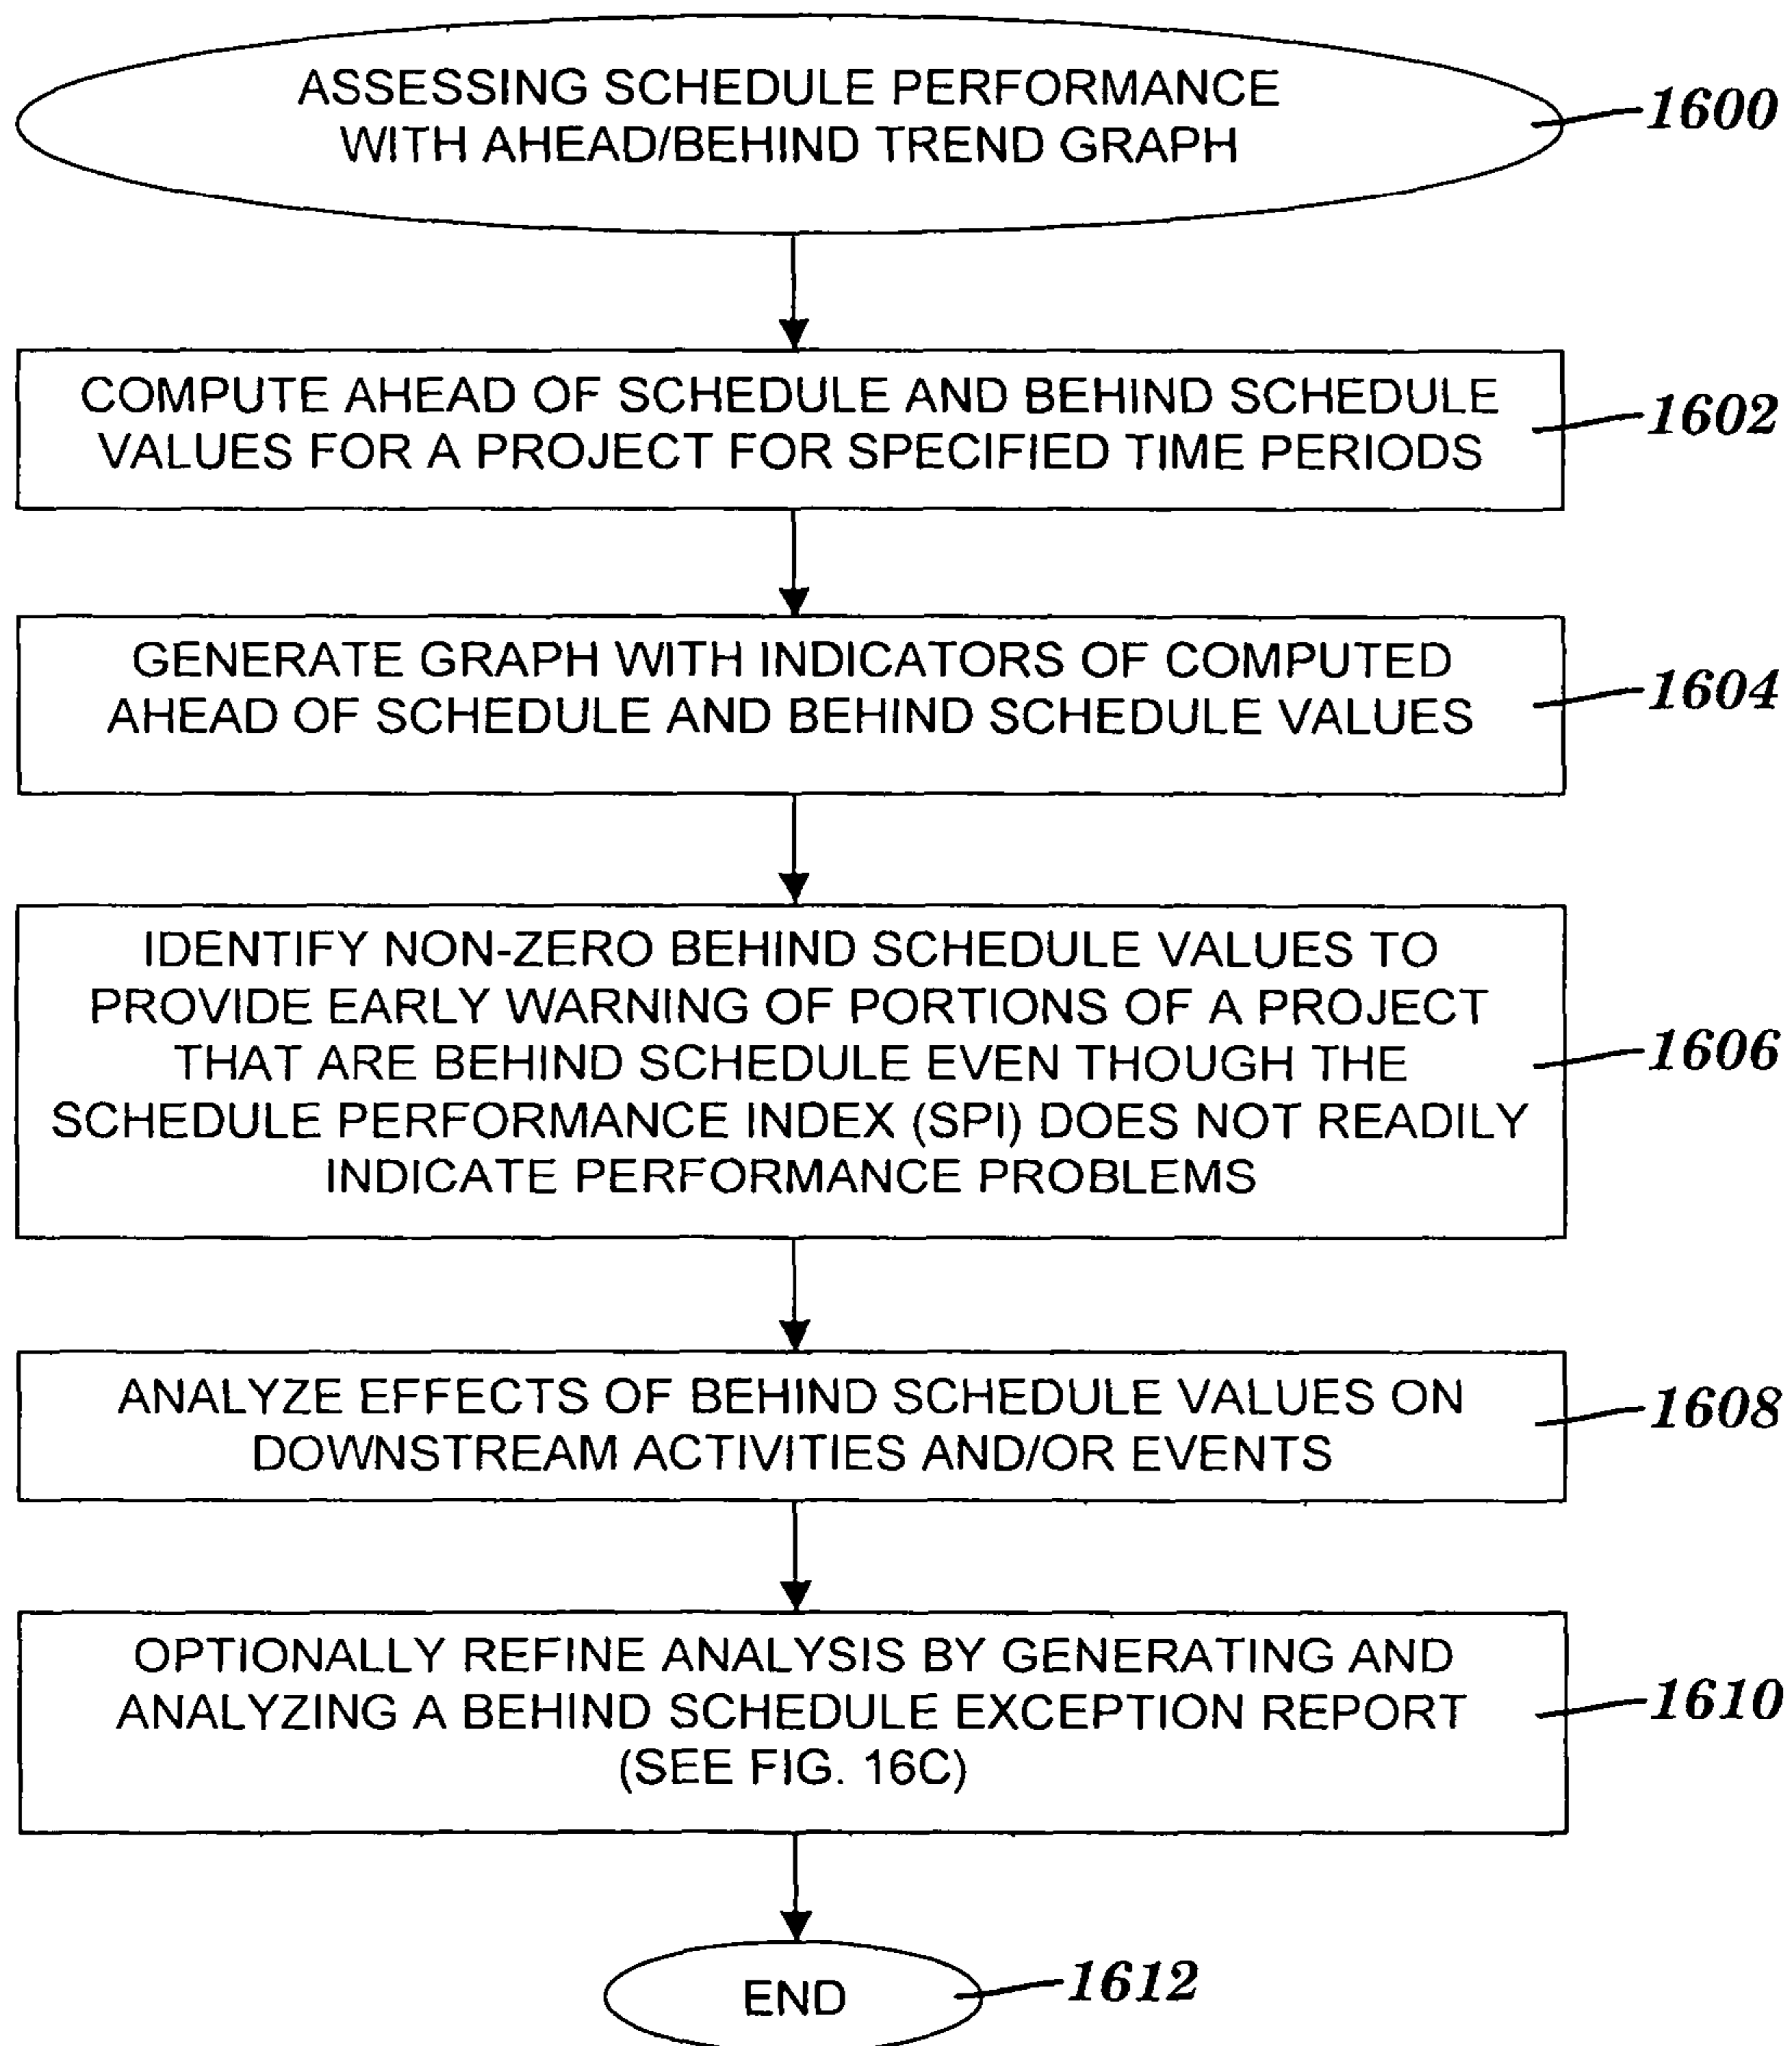 ASSESSING SCHEDULE PERFORMANCE
WITH AHEAD/BEHIND TREND GRAPH
1600
COMPUTE AHEAD OF SCHEDULE AND BEHIND SCHEDULE
VALUES FOR A PROJECT FOR SPECIFIED TIME PERIODS
1602
GENERATE GRAPH WITH INDICATORS OF COMPUTED
AHEAD OF SCHEDULE AND BEHIND SCHEDULE VALUES
1604
IDENTIFY NON-ZERO BEHIND SCHEDULE VALUES TO
PROVIDE EARLY WARNING OF PORTIONS OF A PROJECT
THAT ARE BEHIND SCHEDULE EVEN THOUGH THE
SCHEDULE PERFORMANCE INDEX (SPI) DOES NOT READILY
INDICATE PERFORMANCE PROBLEMS
1606
ANALYZE EFFECTS OF BEHIND SCHEDULE VALUES ON
DOWNSTREAM ACTIVITIES AND/OR EVENTS
1608
OPTIONALLY REFINE ANALYSIS BY GENERATING AND
ANALYZING A BEHIND SCHEDULE EXCEPTION REPORT
(SEE FIG. 16C)
1610
END
1612